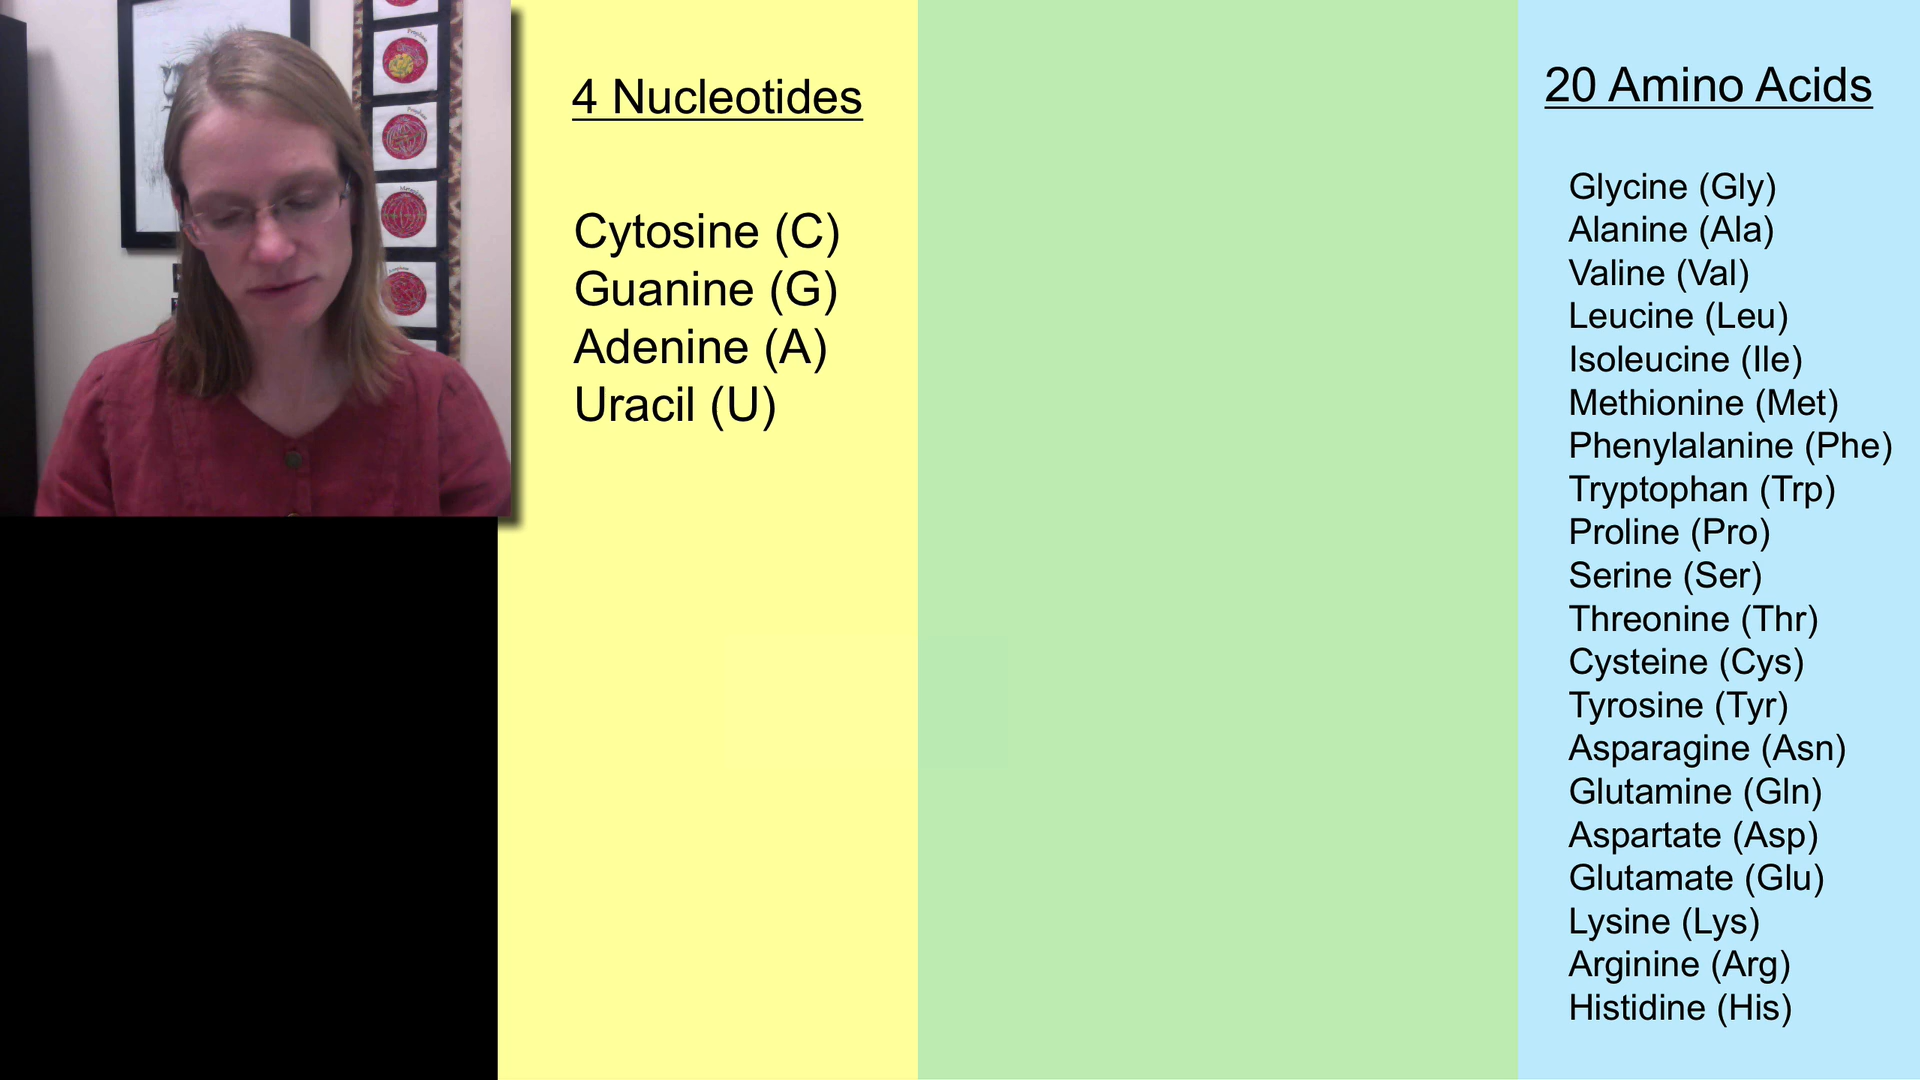 4 Nucleotides
Cytosine (C)
Guanine (G)
Adenine (A)
Uracil (U)
20 Amino Acids
Glycine (Gly)
Alanine (Ala)
Valine (Val)
Leucine (Leu)
Isoleucine (Ile)
Methionine (Met)
Phenylalanine (Phe)
Tryptophan (Trp)
Proline (Pro)
Serine (Ser)
Threonine (Thr)
Cysteine (Cys)
Tyrosine (Tyr)
Asparagine (Asn)
Glutamine (Gln)
Aspartate (Asp)
Glutamate (Glu)
Lysine (Lys)
Arginine (Arg)
Histidine (His)